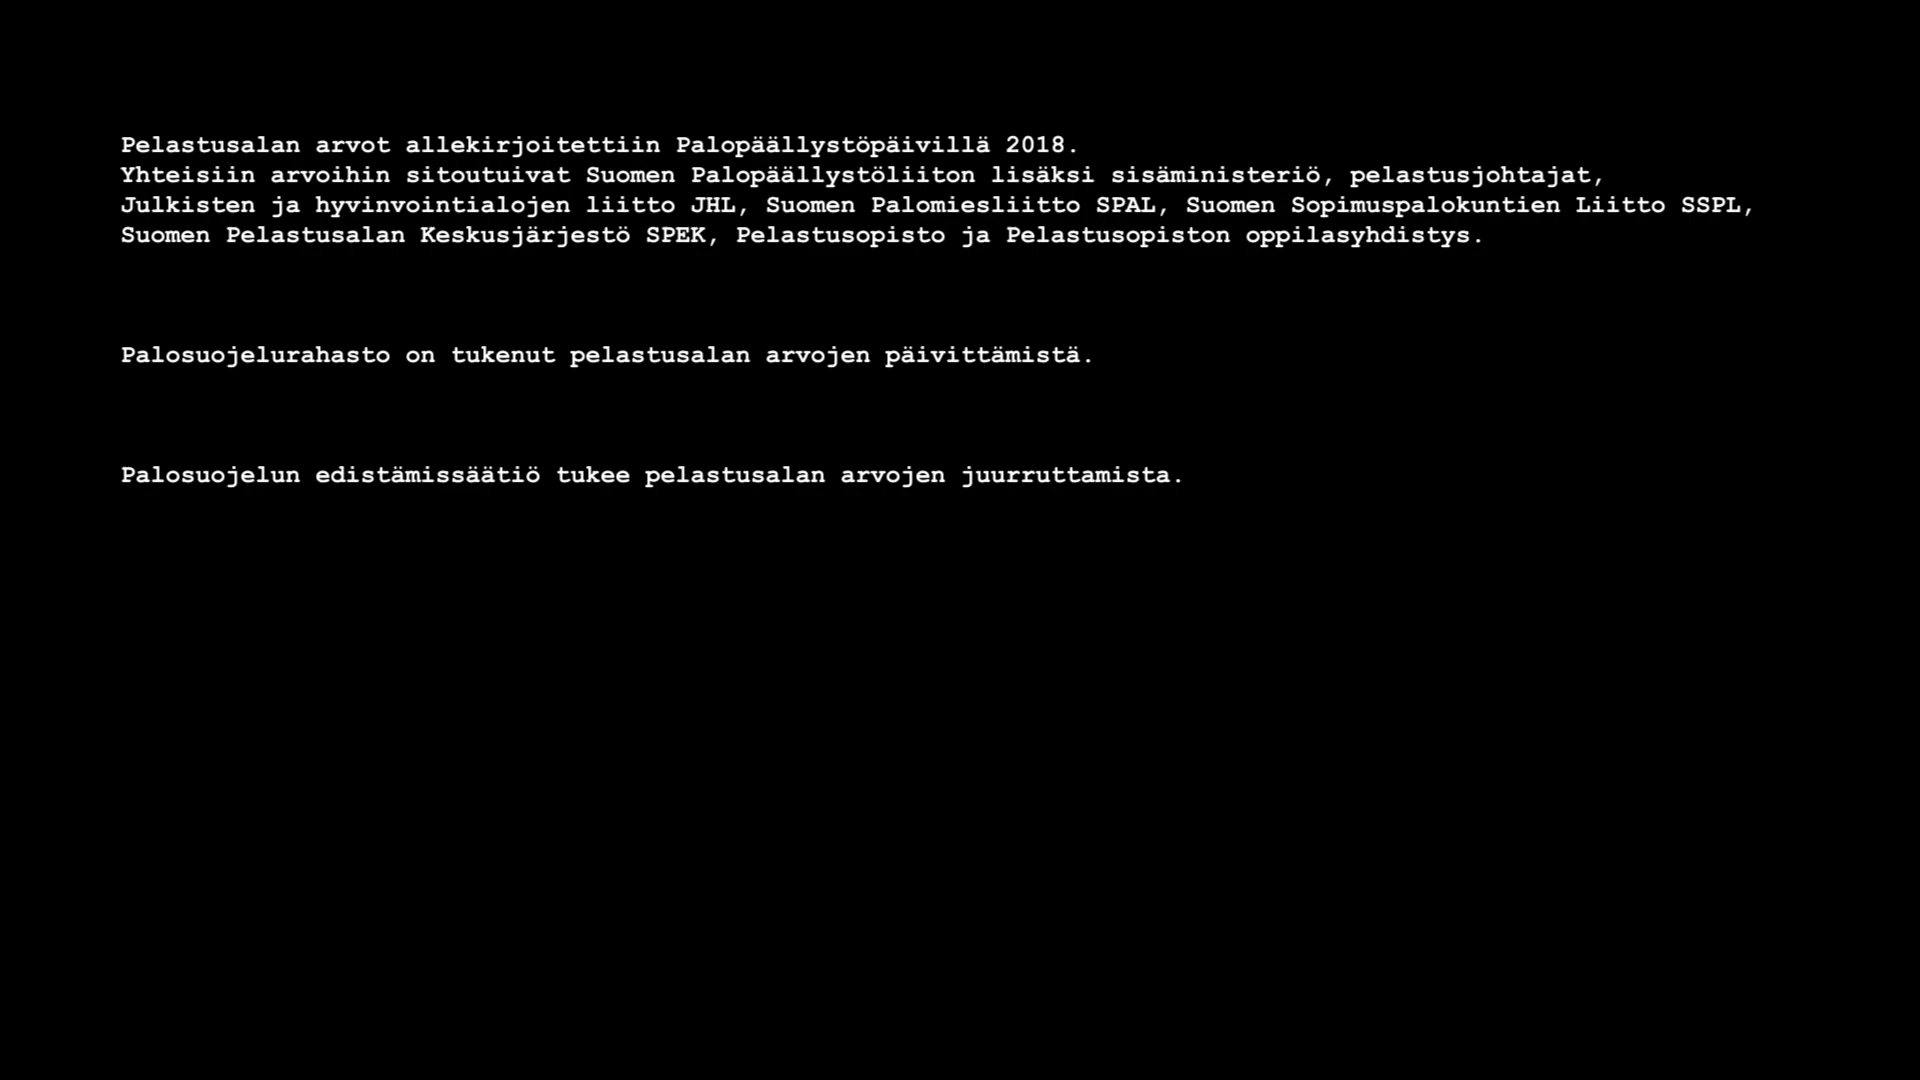 Pelastusalan arvot allekirjoitettiin Palopäällystöpäivillä 2018.
Yhteisiin arvoihin sitoutuivat Suomen Palopäällystöliiton lisäksi sisäministeriö, pelastusjohtajat,
Julkisten ja hyvinvointialojen liitto JHL, Suomen Palomiesliitto SPAL, Suomen Sopimuspalokuntien Liitto SSPL,
Suomen Pelastusalan Keskusjärjestö SPEK, Pelastusopisto ja Pelastusopiston oppilasyhdistys.
Palosuojelurahasto on tukenut pelastusalan arvojen päivittämistä.
Palosuojelun edistämissäätiö tukee pelastusalan arvojen juurruttamista.